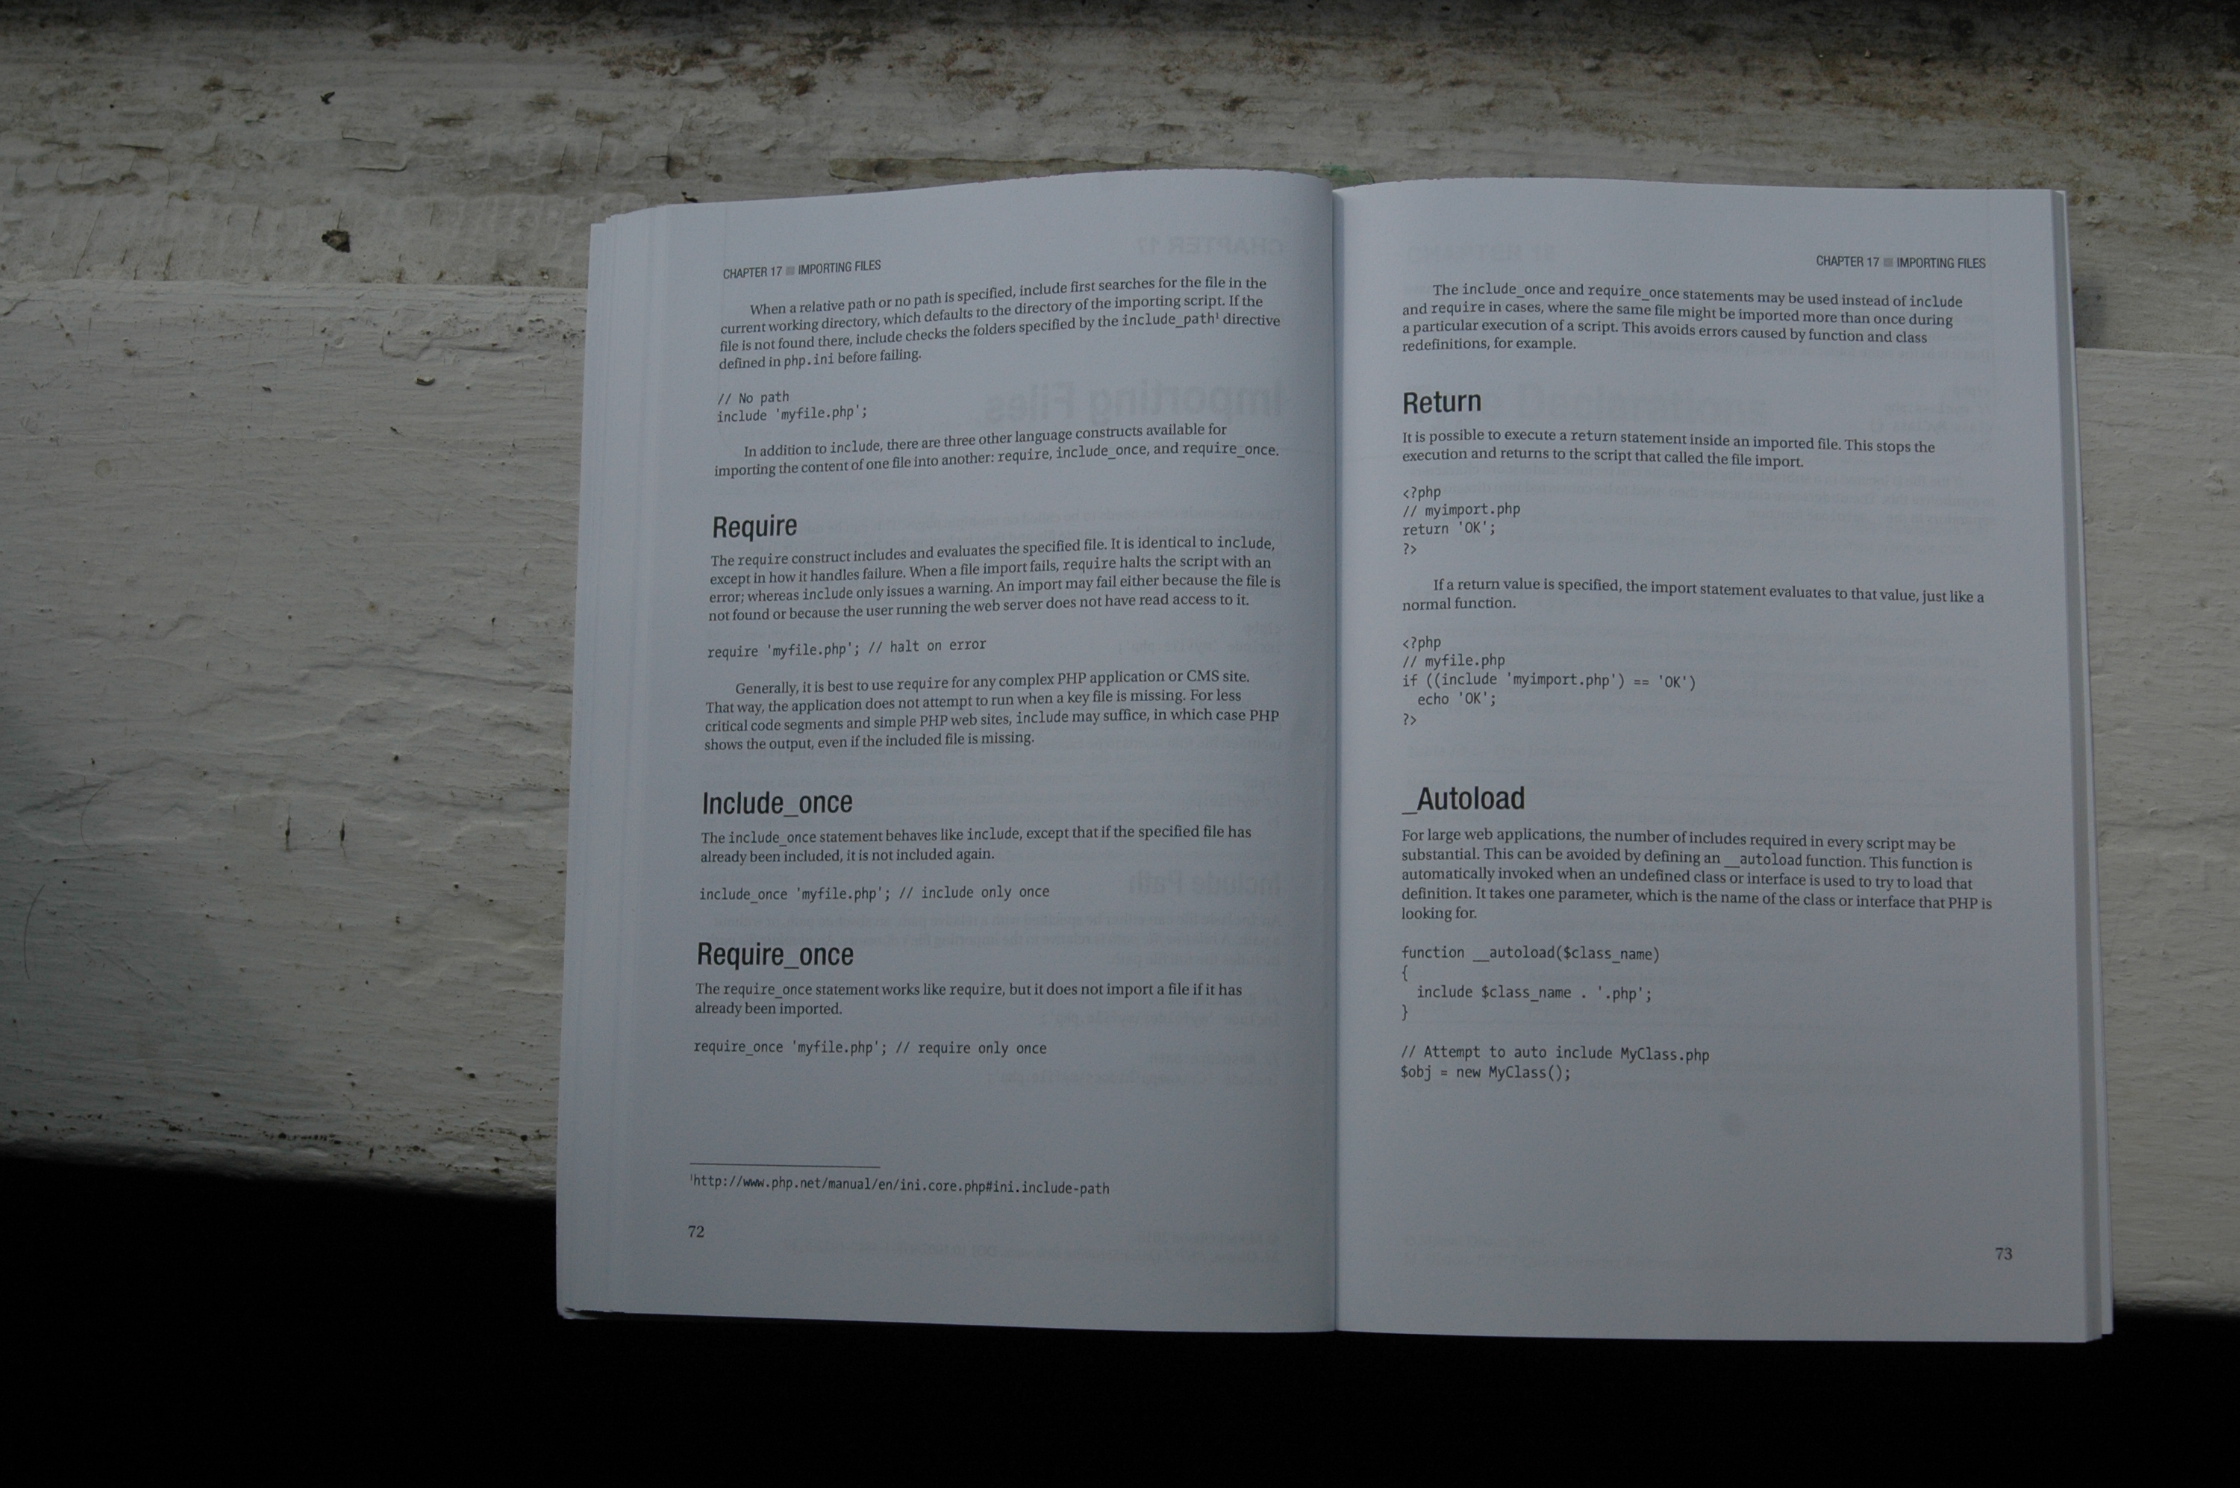 CHAPTER 17 ■ IMPORTING FILES
When a relative path or no path is specified, include first searches for the file in the
current working directory, which defaults to the directory of the importing script. If the
file is not found there, include checks the folders specified by the include_path¹ directive
defined in php.ini before failing.
// No path
include 'myfile.php';
In addition to include, there are three other language constructs available for
importing the content of one file into another: require, include_once, and require_once.
Require
The require construct includes and evaluates the specified file. It is identical to include,
except in how it handles failure. When a file import fails, require halts the script with an
error; whereas include only issues a warning. An import may fail either because the file is
not found or because the user running the web server does not have read access to it.
require 'myfile.php'; // halt on error
Generally, it is best to use require for any complex PHP application or CMS site.
That way, the application does not attempt to run when a key file is missing. For less
critical code segments and simple PHP web sites, include may suffice, in which case PHP
shows the output, even if the included file is missing.
Include_once
The include_once statement behaves like include, except that if the specified file has
already been included, it is not included again.
include_once 'myfile.php'; // include only once
Require_once
The require_once statement works like require, but it does not import a file if it has
already been imported.
require_once 'myfile.php'; // require only once
¹http://www.php.net/manual/en/ini.core.php#ini.include-path
72
CHAPTER 17 ■ IMPORTING FILES
The include_once and require_once statements may be used instead of include
and require in cases, where the same file might be imported more than once during
a particular execution of a script. This avoids errors caused by function and class
redefinitions, for example.
Return
It is possible to execute a return statement inside an imported file. This stops the
execution and returns to the script that called the file import.
<?php
// myimport.php
return 'OK';
?>
If a return value is specified, the import statement evaluates to that value, just like a
normal function.
<?php
// myfile.php
if ((include 'myimport.php') == 'OK')
echo 'OK';
?>
_Autoload
For large web applications, the number of includes required in every script may be
substantial. This can be avoided by defining an __autoload function. This function is
automatically invoked when an undefined class or interface is used to try to load that
definition. It takes one parameter, which is the name of the class or interface that PHP is
looking for.
function __autoload($class_name)
{
include $class_name . '.php';
}
// Attempt to auto include MyClass.php
$obj = new MyClass();
73